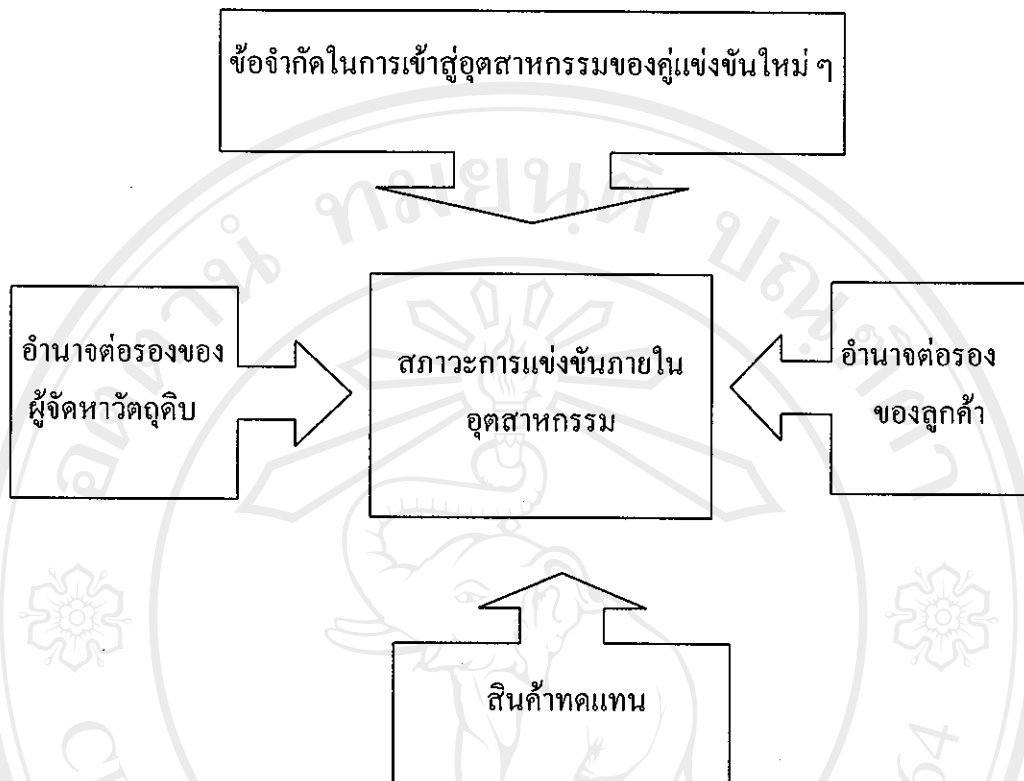 ข้อจำกัดในการเข้าสู่อุตสาหกรรมของคู่แข่งขันใหม่ ๆ
อำนาจต่อรองของ
ผู้จัดหาวัตถุดิบ
สภาวะการแข่งขันภายใน
อุตสาหกรรม
อำนาจต่อรอง
ของลูกค้า
สินค้าทดแทน